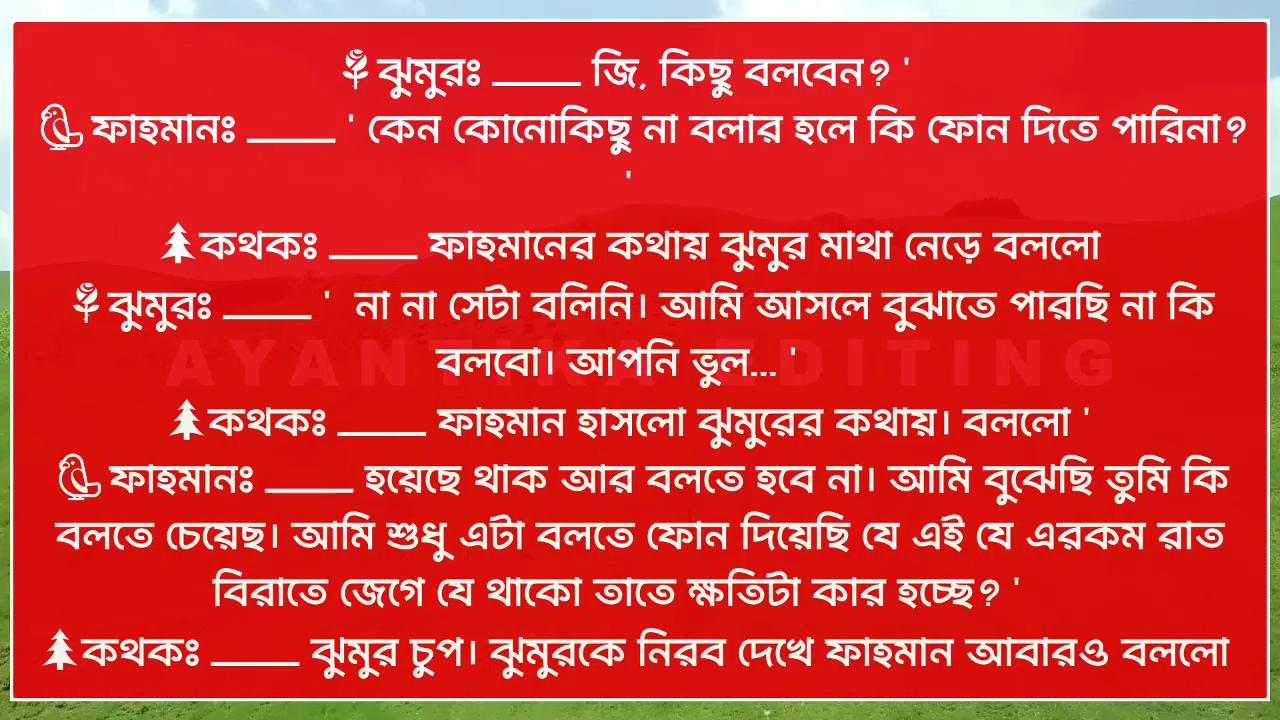 🌹ঝুমুরঃ _____ জি, কিছু বলবেন? '
🐦ফাহমানঃ _____ ' কেন কোনোকিছু না বলার হলে কি ফোন দিতে পারিনা?
'
🌲কথকঃ _____ ফাহমানের কথায় ঝুমুর মাথা নেড়ে বললো
🌹ঝুমুরঃ _____ ' না না সেটা বলিনি। আমি আসলে বুঝাতে পারছি না কি
বলবো। আপনি ভুল... '
AYANTIKA EDITING
🌲কথকঃ _____ ফাহমান হাসলো ঝুমুরের কথায়। বললো '
🐦ফাহমানঃ _____ হয়েছে থাক আর বলতে হবে না। আমি বুঝেছি তুমি কি
বলতে চেয়েছ। আমি শুধু এটা বলতে ফোন দিয়েছি যে এই যে এরকম রাত
বিরাতে জেগে যে থাকো তাতে ক্ষতিটা কার হচ্ছে? '
🌲কথকঃ _____ ঝুমুর চুপ। ঝুমুরকে নিরব দেখে ফাহমান আবারও বললো